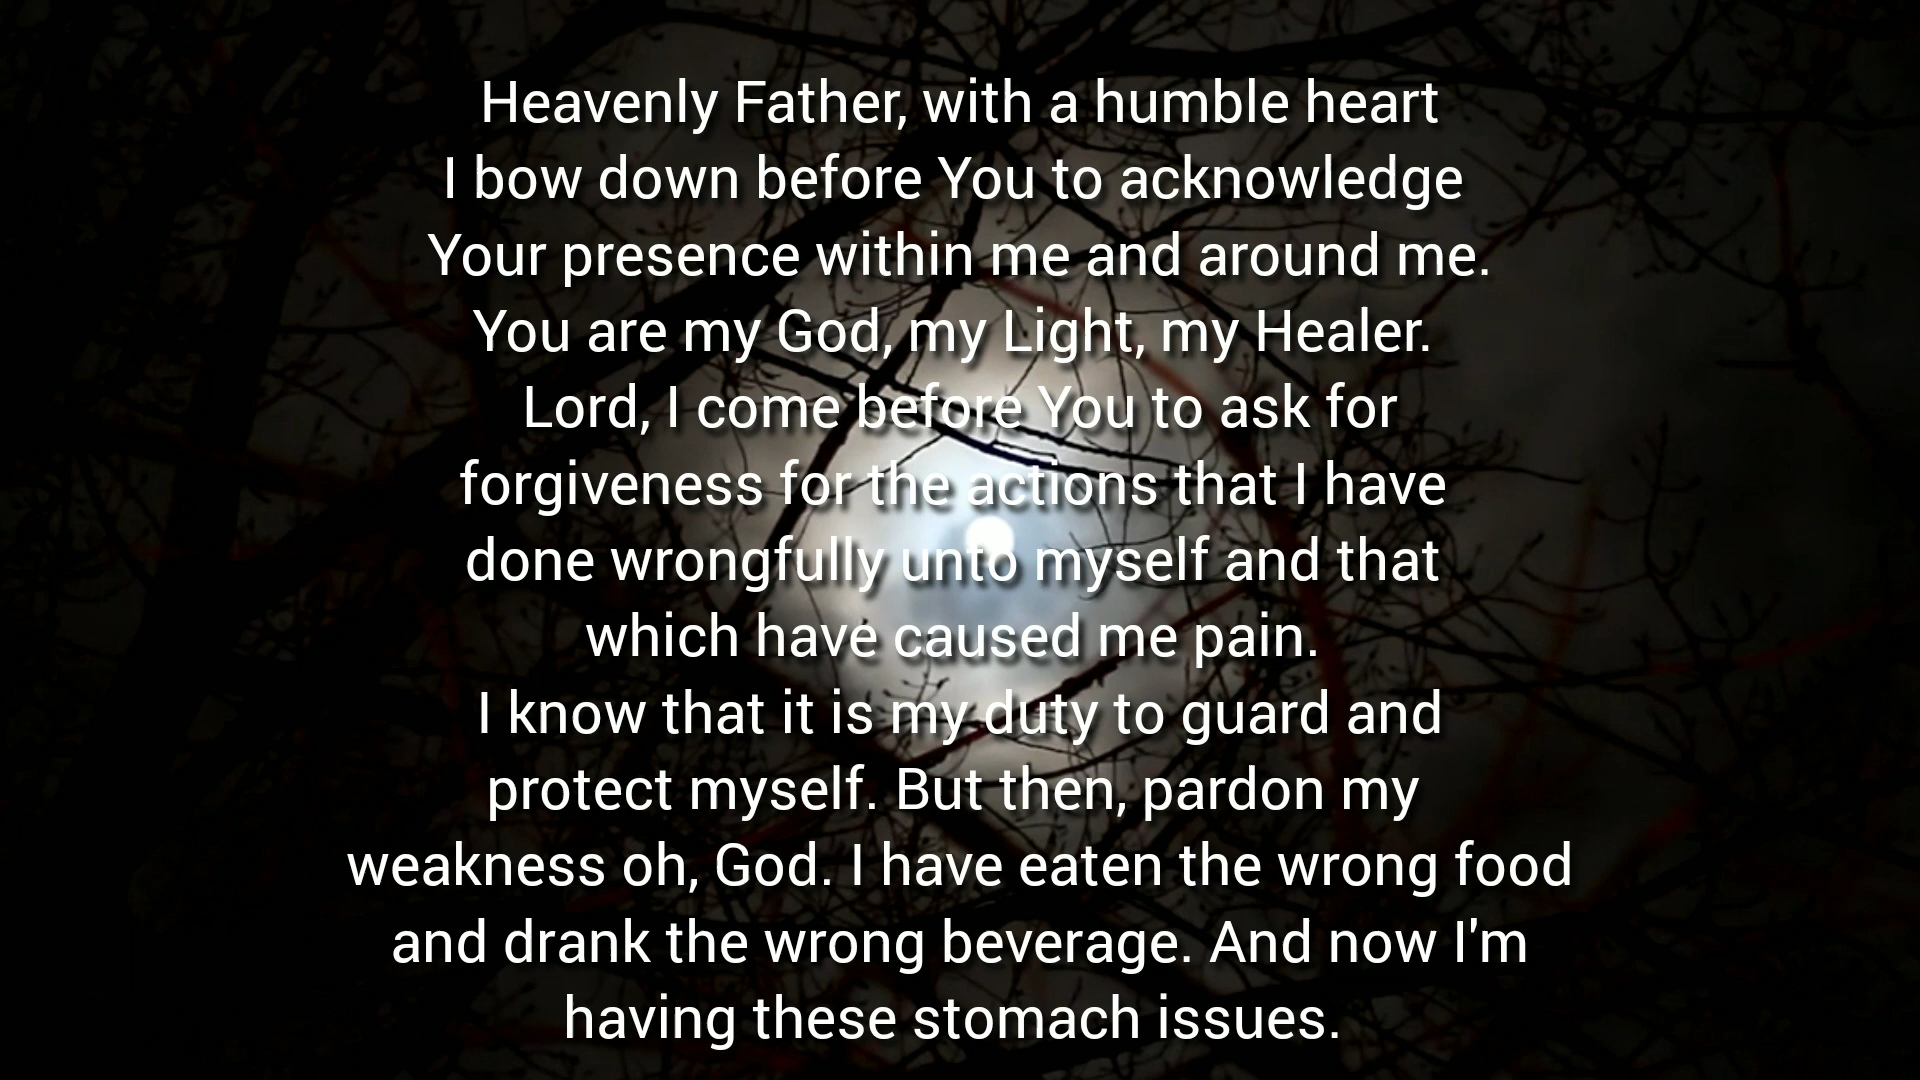 Heavenly Father, with a humble heart
I bow down before You to acknowledge
Your presence within me and around me.
You are my God, my Light, my Healer.
Lord, I come before You to ask for
forgiveness for the actions that I have
done wrongfully unto myself and that
which have caused me pain.
I know that it is my duty to guard and
protect myself. But then, pardon my
weakness oh, God. I have eaten the wrong food
and drank the wrong beverage. And now I'm
having these stomach issues.